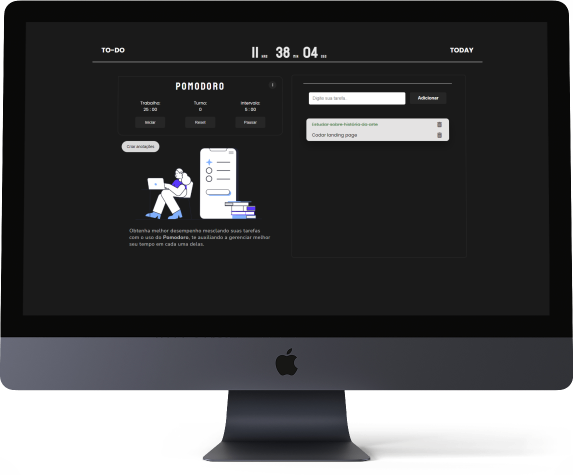 TO-DO
11 HRS 38 MIN 04 SEG
TODAY
POMODORO
Trabalho:
25 : 00
Turno:
0
Intervalo:
5 : 00
Iniciar
Reset
Pausar
Criar anotações
Obtenha melhor desempenho mesclando suas tarefas
com o uso do Pomodoro, te auxiliando a gerenciar melhor
seu tempo em cada uma delas.
Digite sua tarefa
Adicionar
Estudar sobre história da arte
Codar landing page